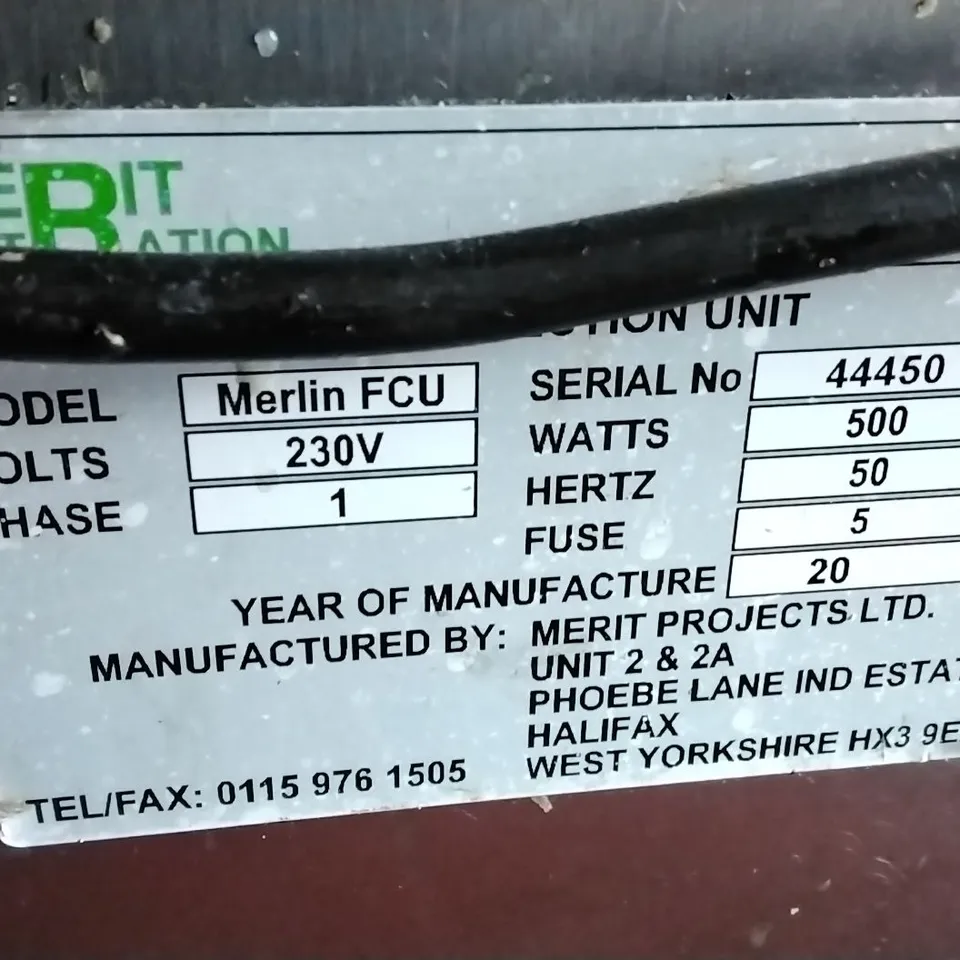 ERIT
ATION
CTION UNIT
ODEL Merlin FCU
OLTS 230V
HASE 1
SERIAL No 44450
WATTS 500
HERTZ 50
FUSE 5
YEAR OF MANUFACTURE 20
MANUFACTURED BY: MERIT PROJECTS LTD.
UNIT 2 & 2A
PHOEBE LANE IND ESTAT
HALIFAX
WEST YORKSHIRE HX3 9E
TEL/FAX: 0115 976 1505